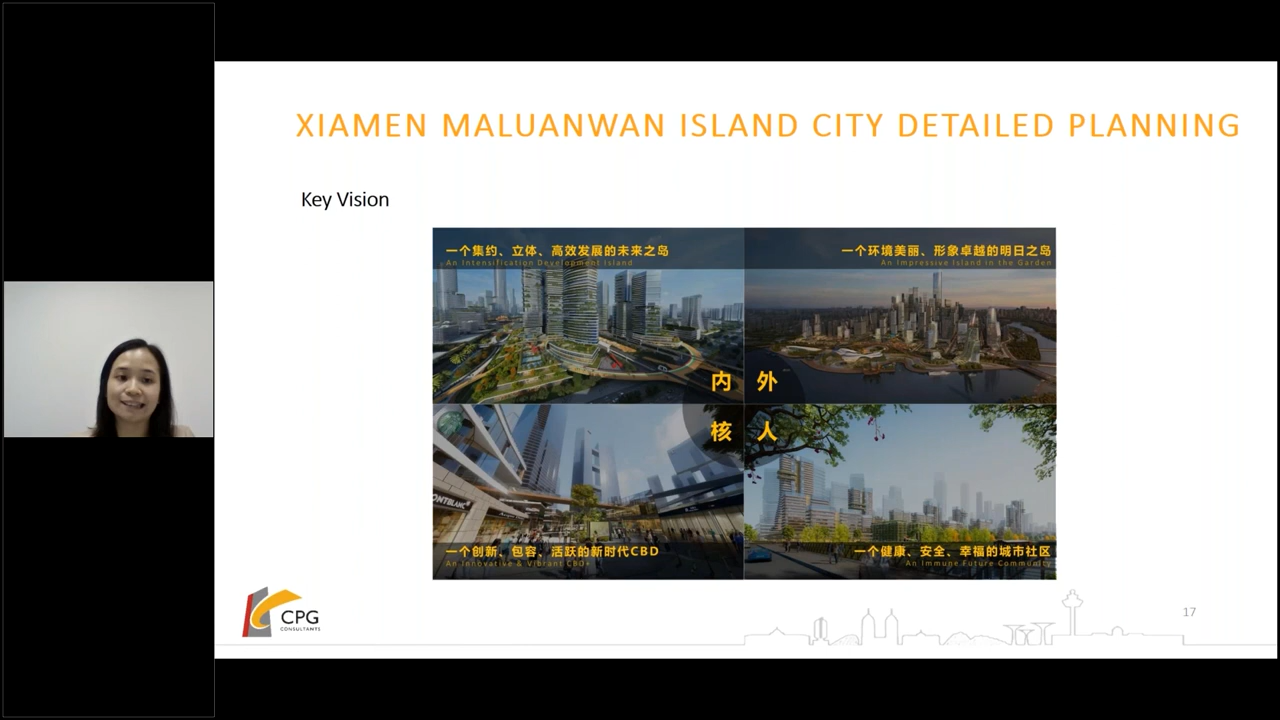 XIAMEN MALUANWAN ISLAND CITY DETAILED PLANNING
Key Vision
一个集约、立体、高效发展的未来之岛
An Intensification Development Island
一个环境美丽、形象卓越的明日之岛
An Impressive Island in the Garden
内 外
核 人
MONTBLANC
一个创新、包容、活跃的新时代CBD
An Innovative & Vibrant CBD+
一个健康、安全、幸福的城市社区
An Immune Future Community
CPG
CONSULTANTS
17